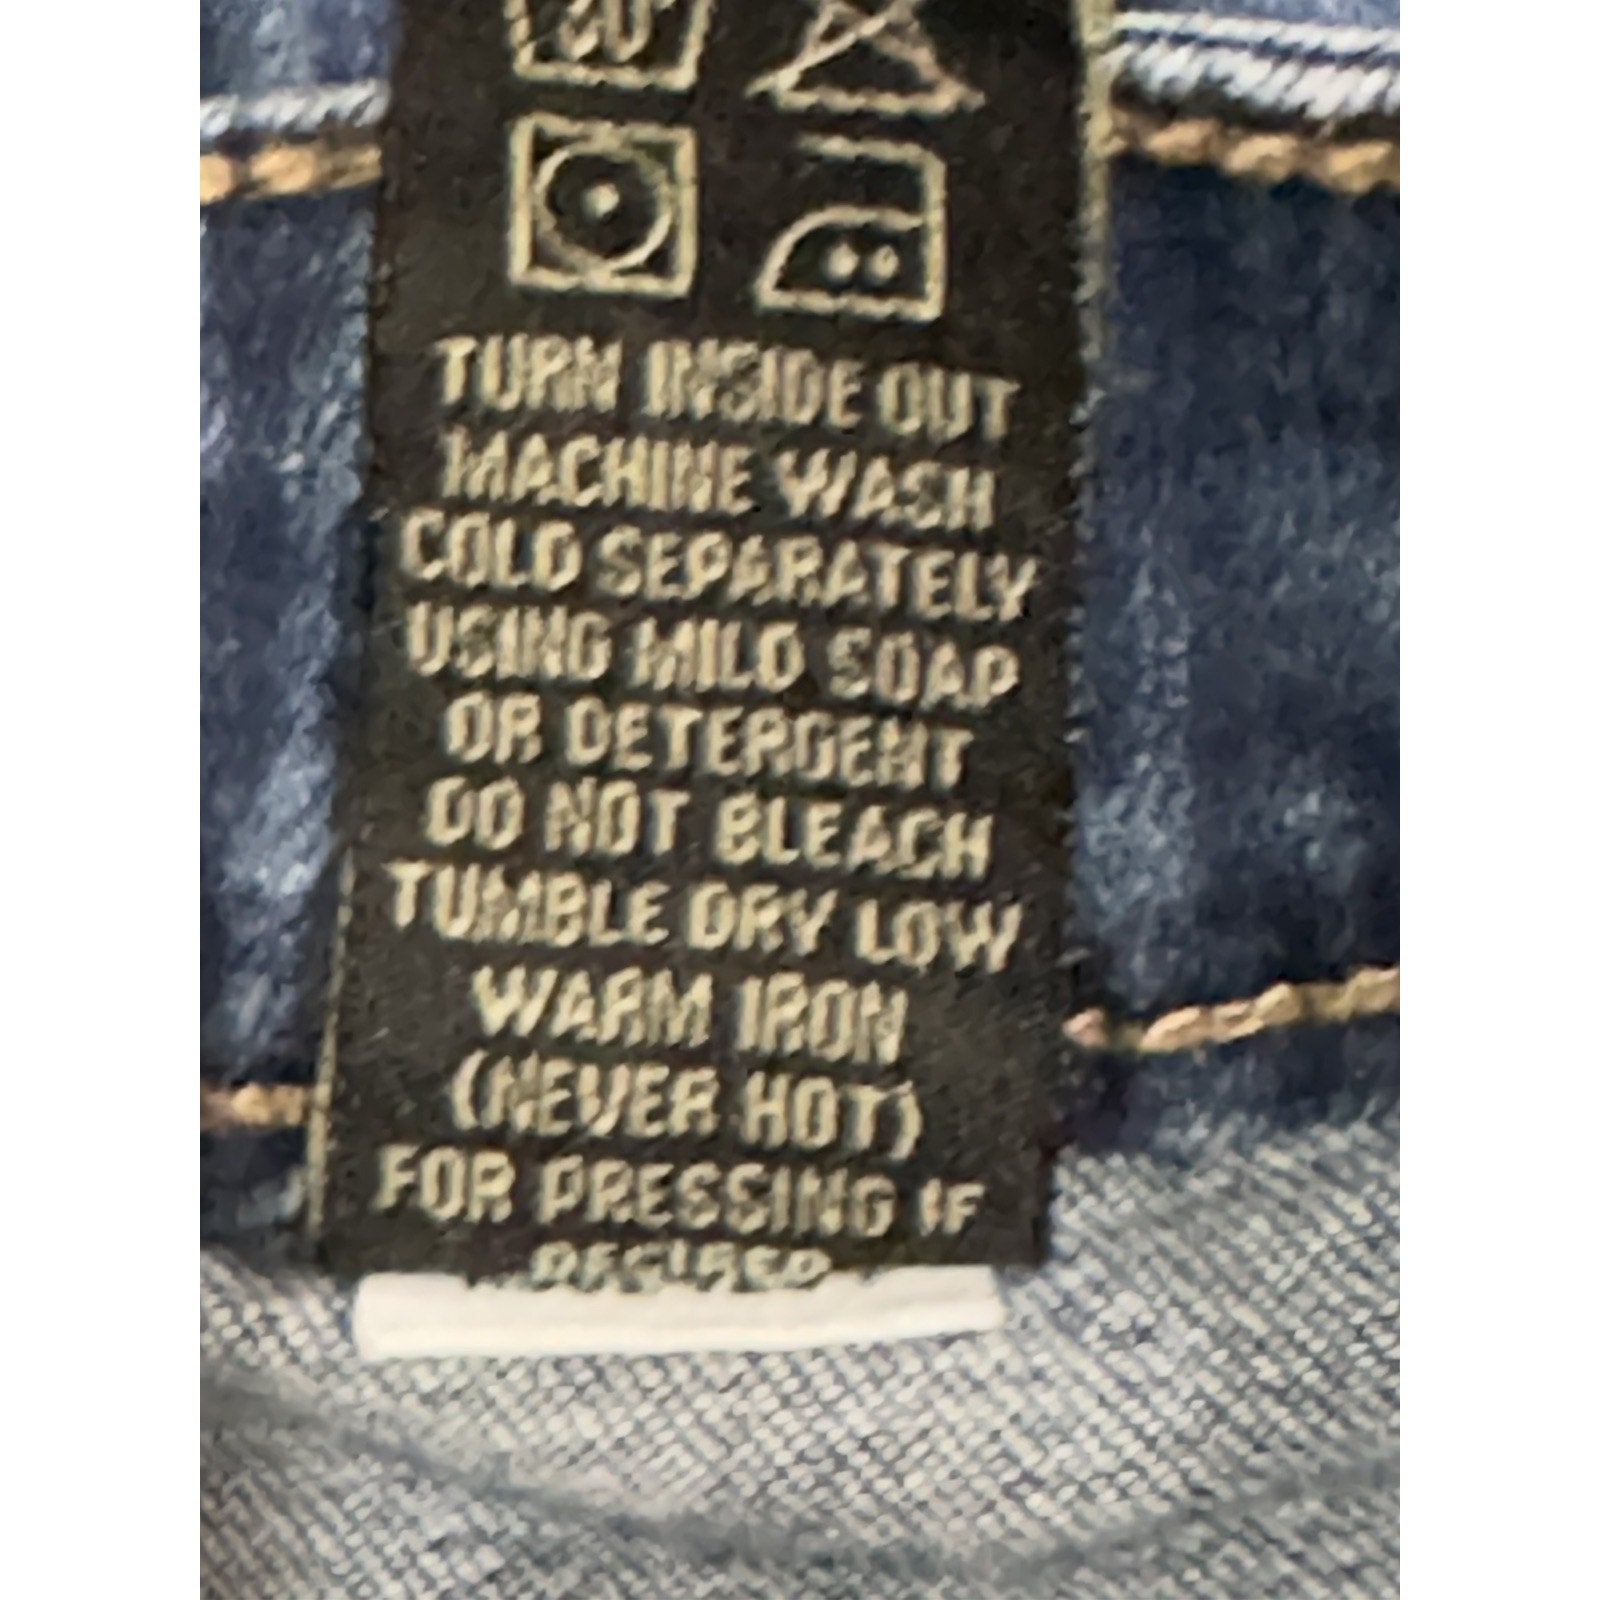 TURN INSIDE OUT
MACHINE WASH
COLD SEPARATELY
USING MILD SOAP
OR DETERGENT
DO NOT BLEACH
TUMBLE DRY LOW
WARM IRON
(NEVER HOT)
FOR PRESSING IF